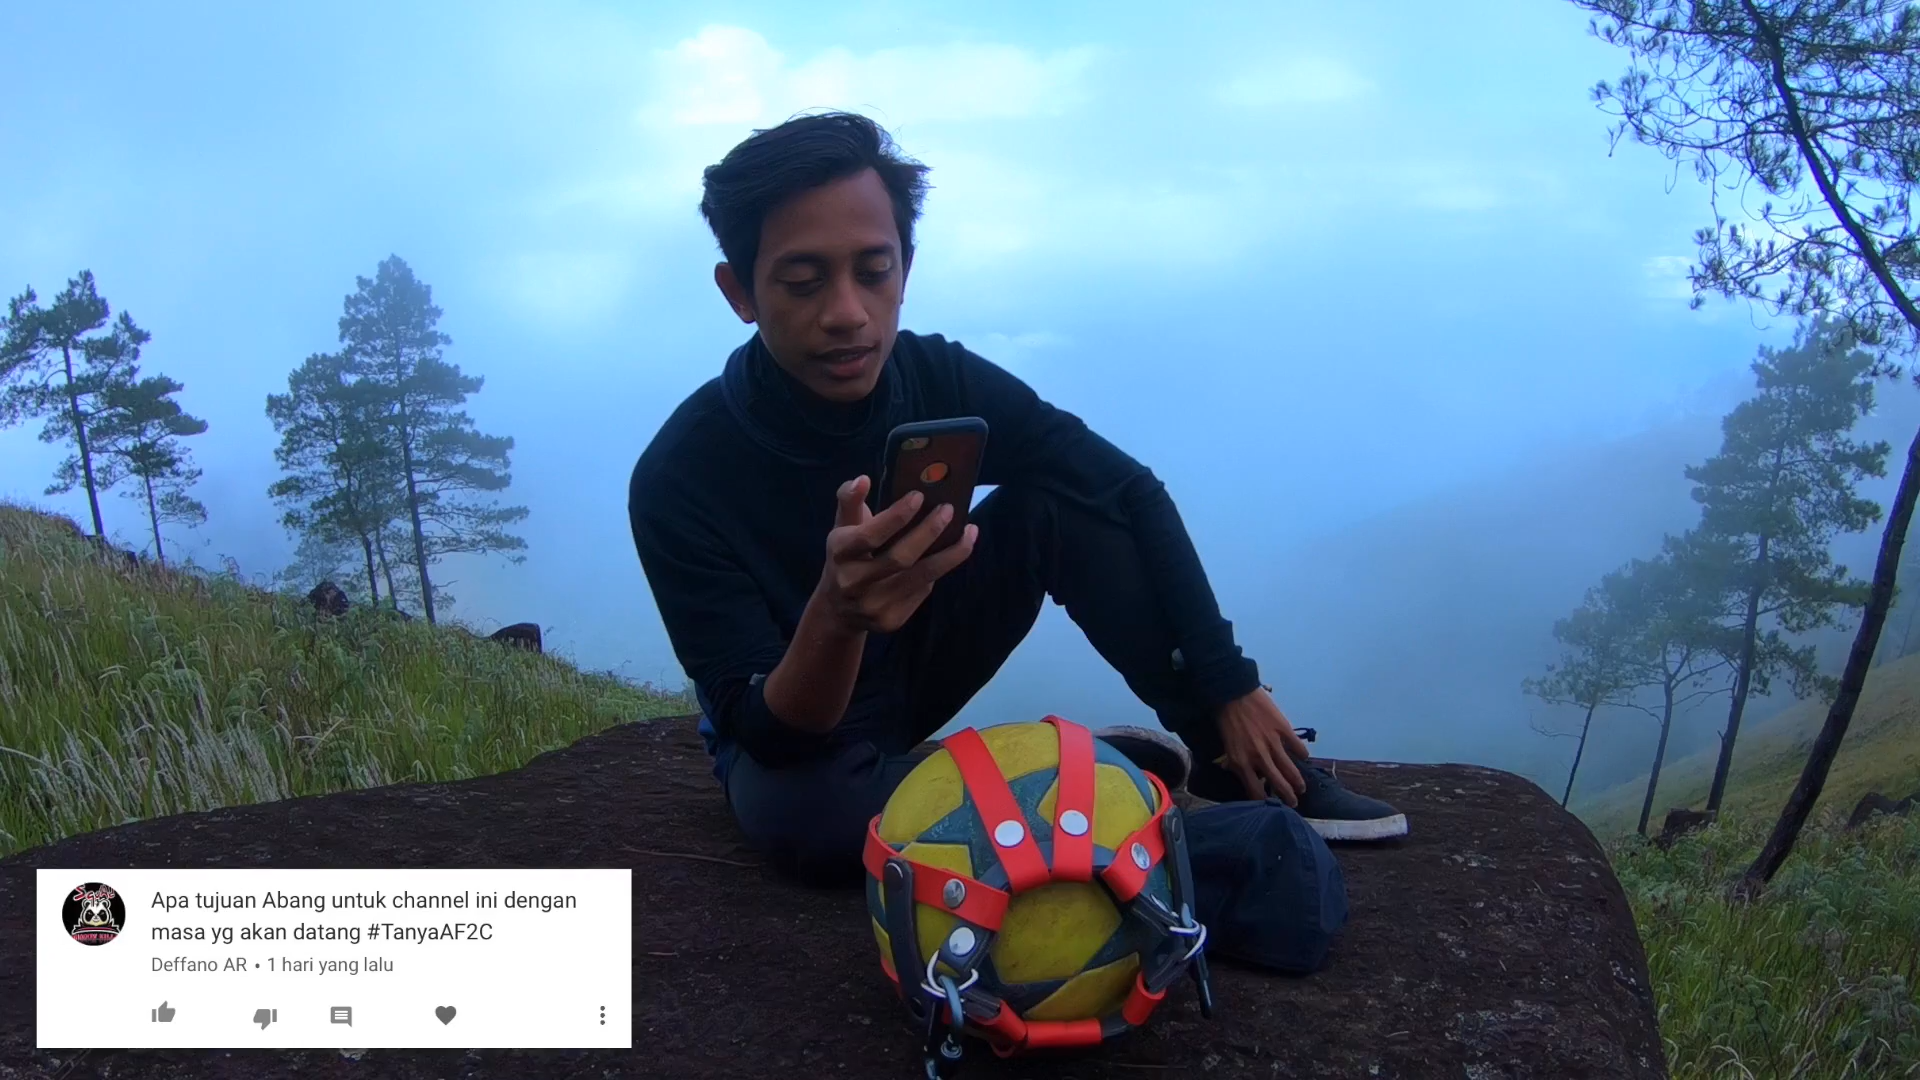 Apa tujuan Abang untuk channel ini dengan
masa yg akan datang #TanyaAF2C
Deffano AR • 1 hari yang lalu